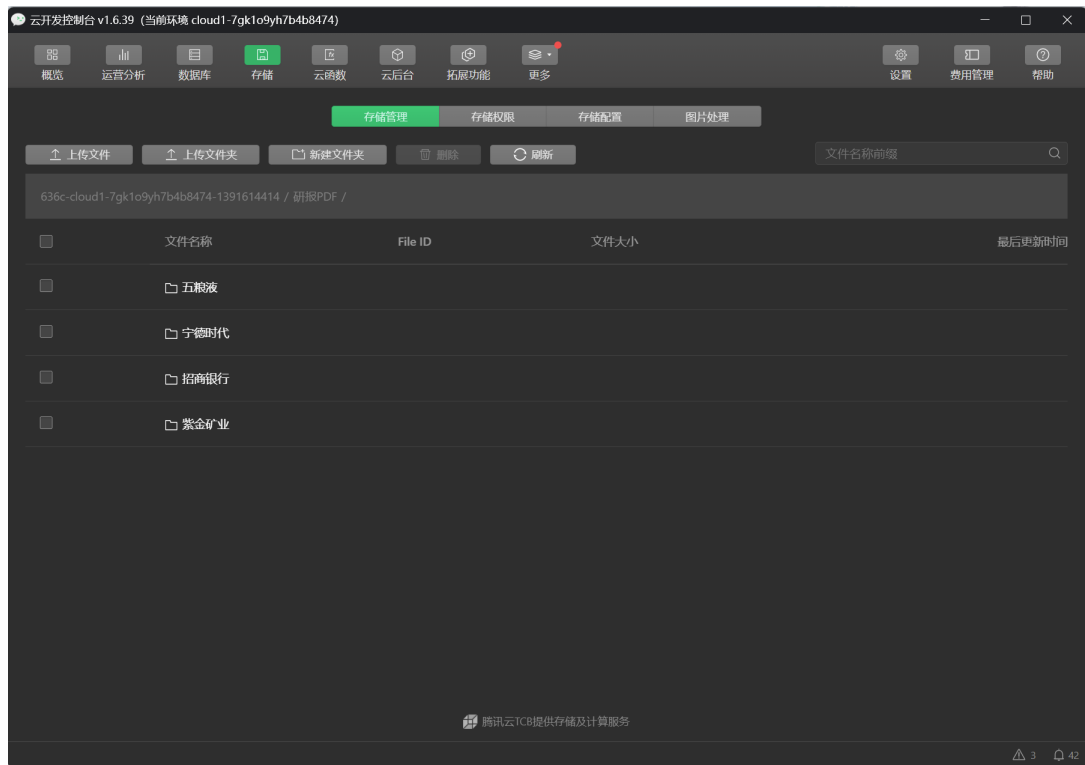 云开发控制台 v1.6.39 (当前环境 cloud1-7gk1o9yh7b4b8474)
概览 运营分析 数据库 存储 云函数 云后台 拓展功能 更多 设置 费用管理 帮助
存储管理 存储权限 存储配置 图片处理
上传文件 上传文件夹 新建文件夹 删除 刷新 文件名称前缀
636c-cloud1-7gk1o9yh7b4b8474-1391614414 / 研报PDF /
文件名称 File ID 文件大小 最后更新时间
五粮液
宁德时代
招商银行
紫金矿业
腾讯云TCB提供存储及计算服务
3 42